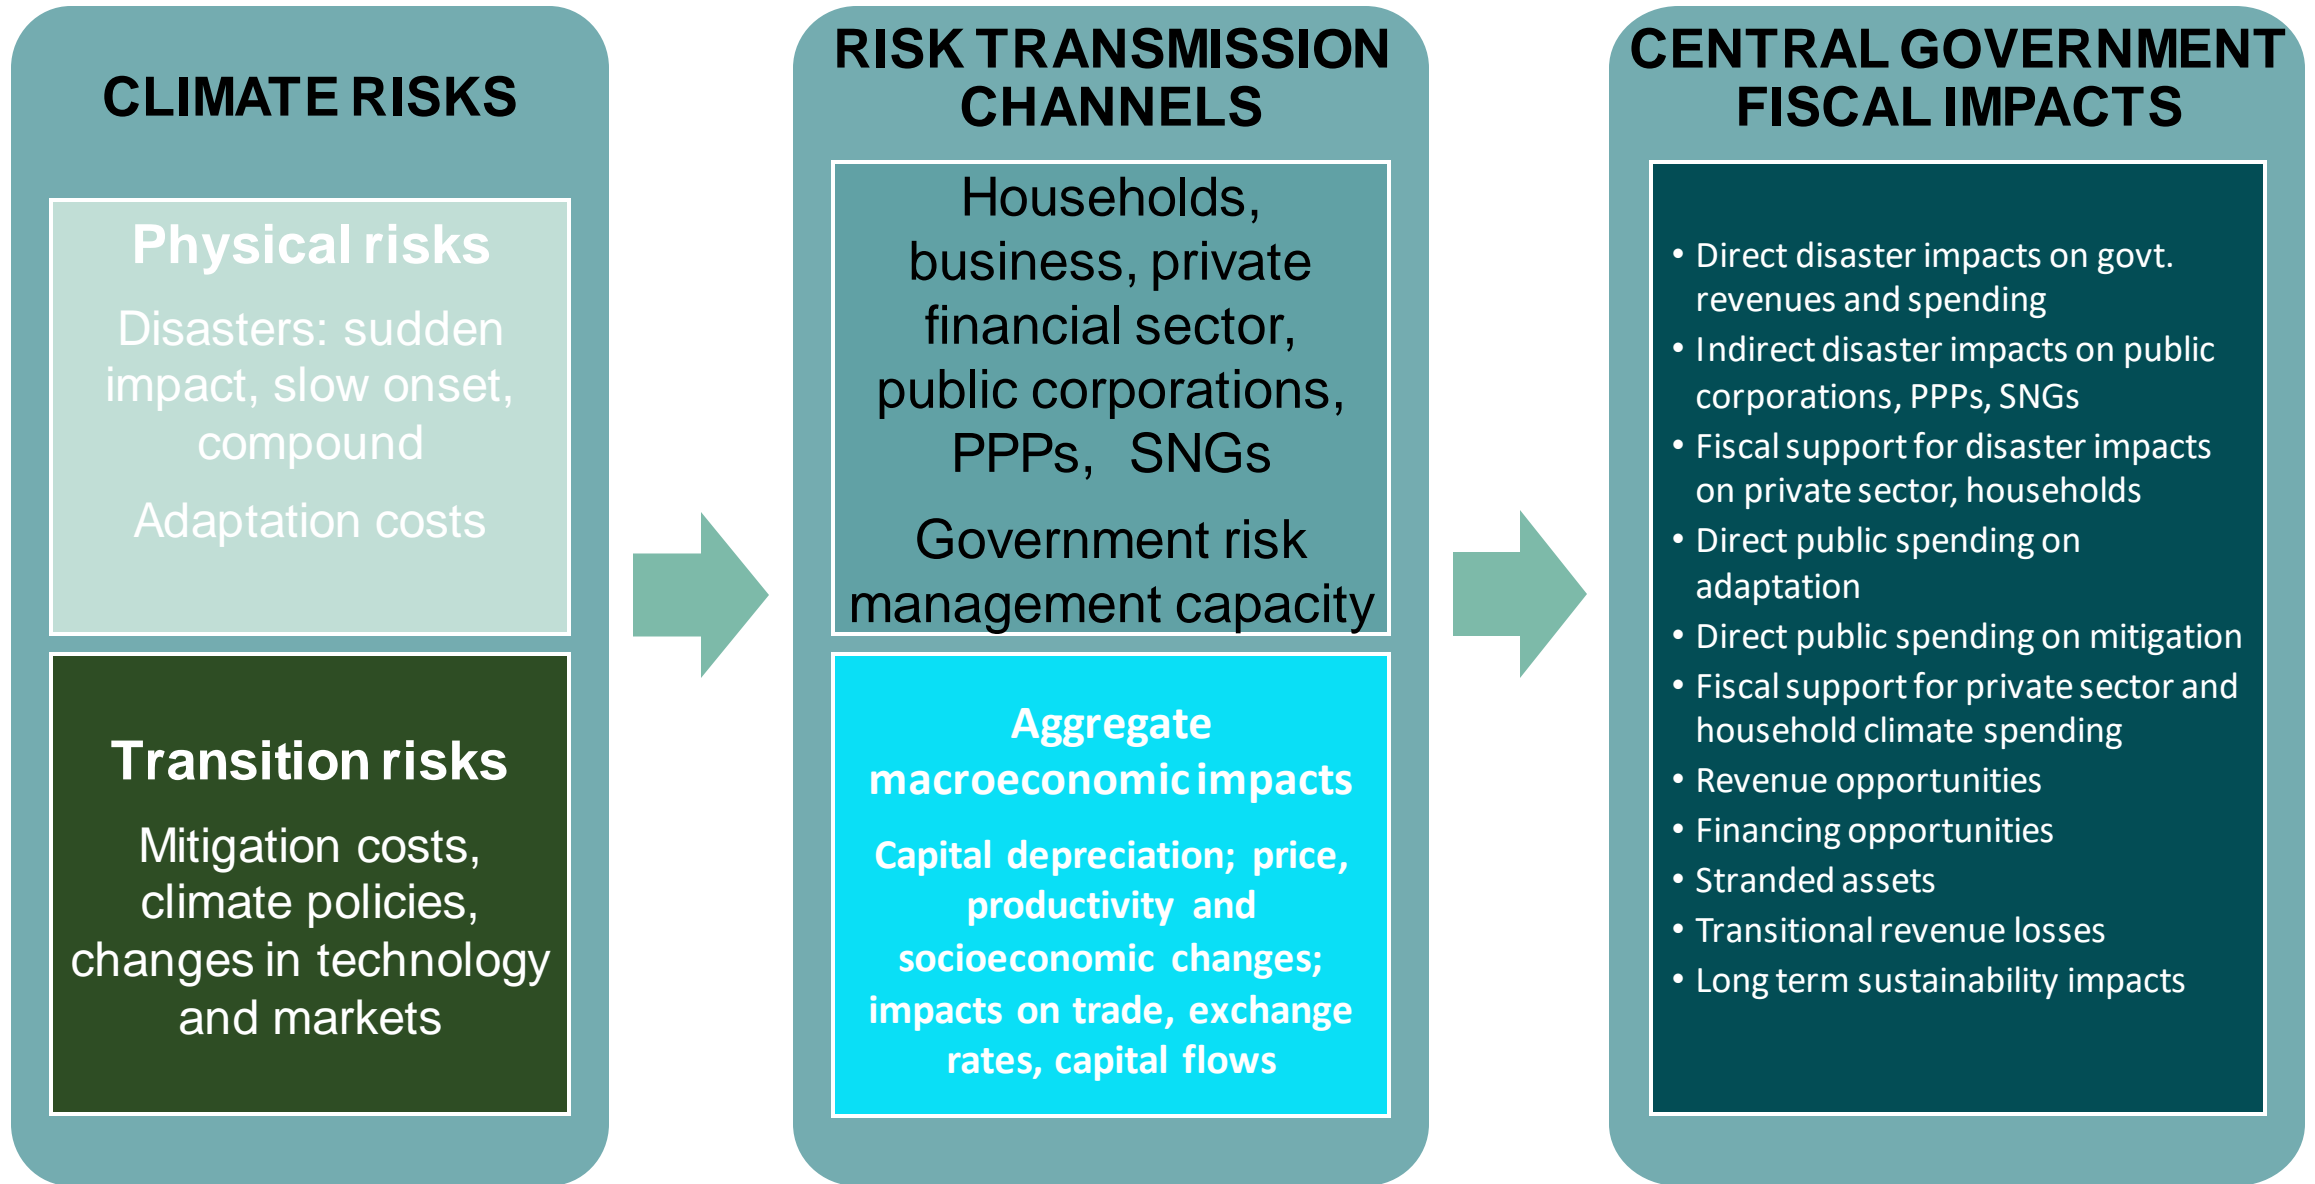 CLIMATE RISKS
Physical risks
Disasters: sudden
impact, slow onset,
compound
Adaptation costs
Transition risks
Mitigation costs,
climate policies,
changes in technology
and markets
RISK TRANSMISSION
CHANNELS
Households,
business, private
financial sector,
public corporations,
PPPs, SNGs
Government risk
management capacity
Aggregate
macroeconomic impacts
Capital depreciation; price,
productivity and
socioeconomic changes;
impacts on trade, exchange
rates, capital flows
CENTRAL GOVERNMENT
FISCAL IMPACTS
• Direct disaster impacts on govt.
revenues and spending
• Indirect disaster impacts on public
corporations, PPPs, SNGs
• Fiscal support for disaster impacts
on private sector, households
• Direct public spending on
adaptation
• Direct public spending on mitigation
• Fiscal support for private sector and
household climate spending
• Revenue opportunities
• Financing opportunities
• Stranded assets
• Transitional revenue losses
• Long term sustainability impacts